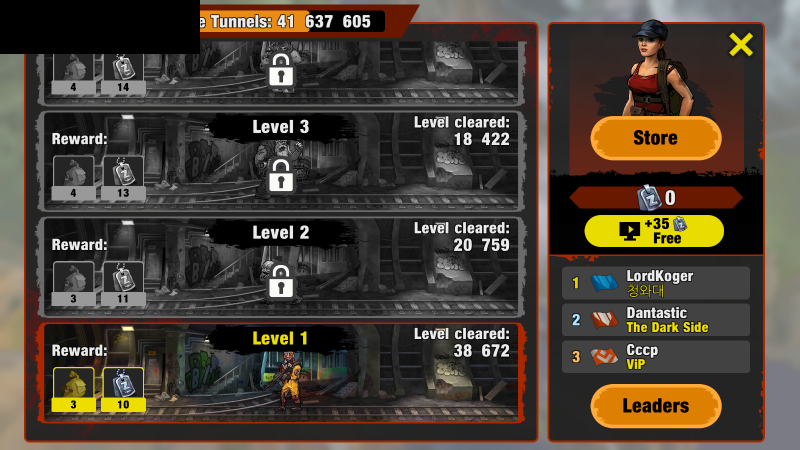 e Tunnels: 41 637 605
4
14
Level 3
Reward:
Level cleared:
18 422
4
13
Level 2
Reward:
Level cleared:
20 759
3
11
Level 1
Reward:
Level cleared:
38 672
3
10
Store
0
+35
Free
1
LordKoger
청와대
2
Dantastic
The Dark Side
3
Cccp
ViP
Leaders